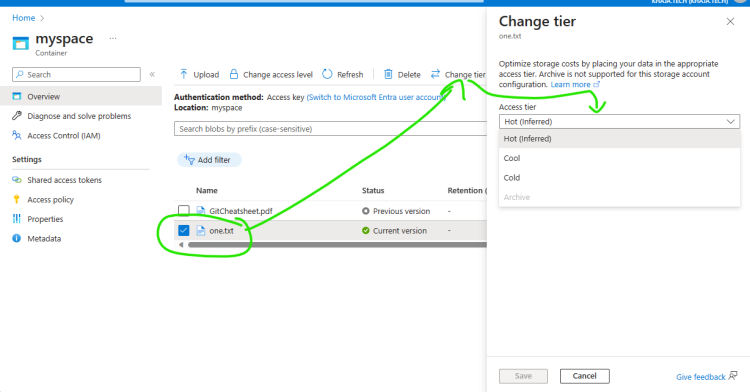 Home >
myspace ...
Container
Search
«
Overview
Diagnose and solve problems
Access Control (IAM)
Settings
Shared access tokens
Access policy
Properties
Metadata
Upload Change access level Refresh Delete Change tier
Authentication method: Access key (Switch to Microsoft Entra user account)
Location: myspace
Search blobs by prefix (case-sensitive)
Add filter
Name Status Retention (
GitCheatsheet.pdf Previous version -
one.txt Current version -
KHAJA.TECH (KHAJA.TECH)
Change tier
one.txt
Optimize storage costs by placing your data in the appropriate
access tier. Archive is not supported for this storage account
configuration. Learn more
Access tier
Hot (Inferred)
Hot (Inferred)
Cool
Cold
Archive
Save Cancel Give feedback